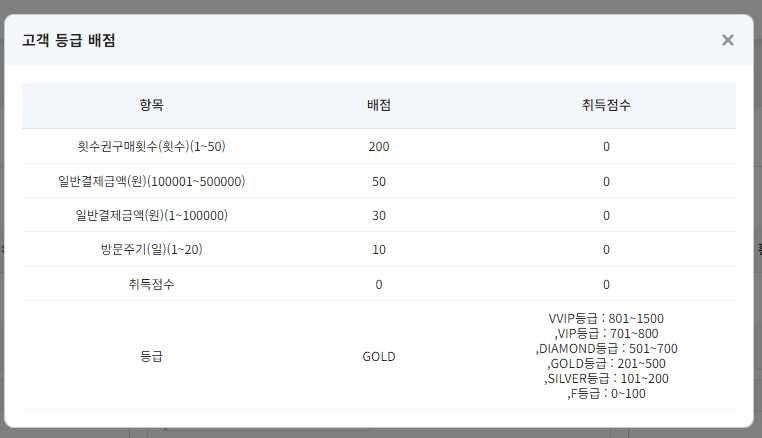 고객 등급 배점
항목 배점 취득점수
횟수권구매횟수(횟수)(1~50) 200 0
일반결제금액(원)(100001~500000) 50 0
일반결제금액(원)(1~100000) 30 0
방문주기(일)(1~20) 10 0
취득점수 0 0
등급 GOLD
VVIP등급 : 801~1500
,VIP등급 : 701~800
,DIAMOND등급 : 501~700
,GOLD등급 : 201~500
,SILVER등급 : 101~200
,F등급 : 0~100